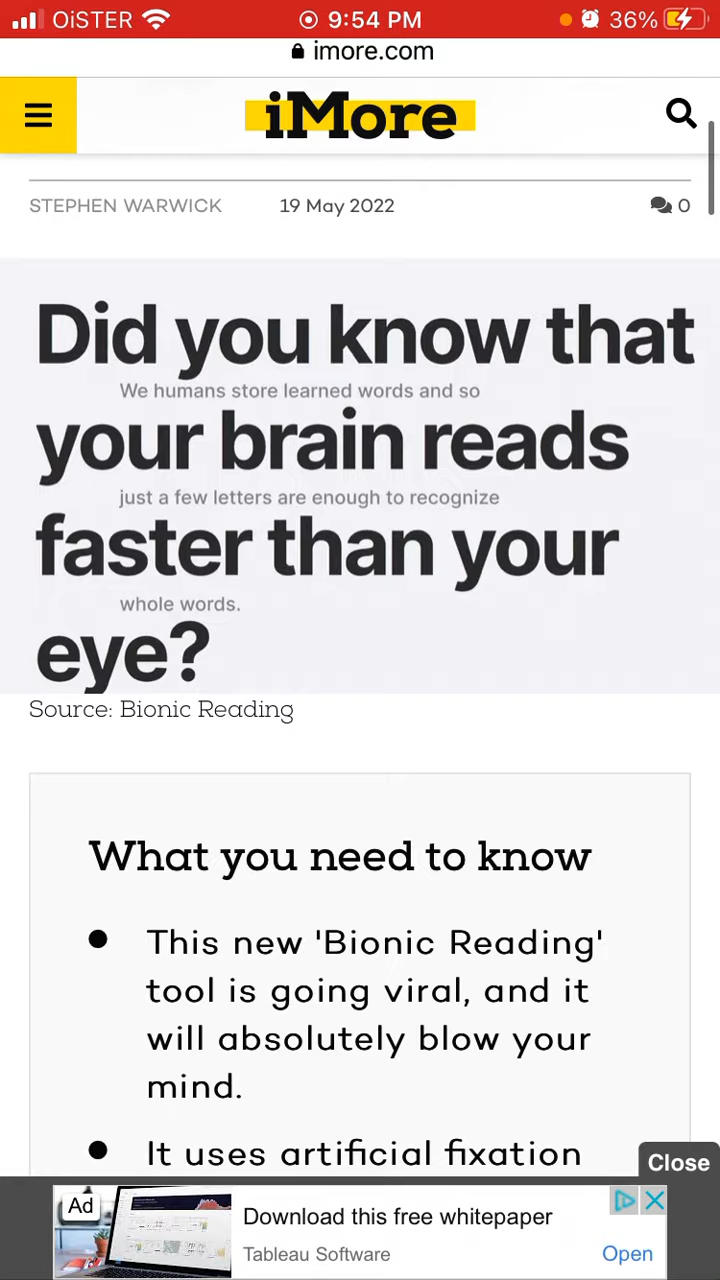 OiSTER 9:54 PM 36%
imore.com
iMore
STEPHEN WARWICK 19 May 2022 0
Did you know that
We humans store learned words and so
your brain reads
just a few letters are enough to recognize
faster than your
whole words.
eye?
Source: Bionic Reading
What you need to know
• This new 'Bionic Reading'
tool is going viral, and it
will absolutely blow your
mind.
• It uses artificial fixation
Close
Ad
Download this free whitepaper
Tableau Software Open